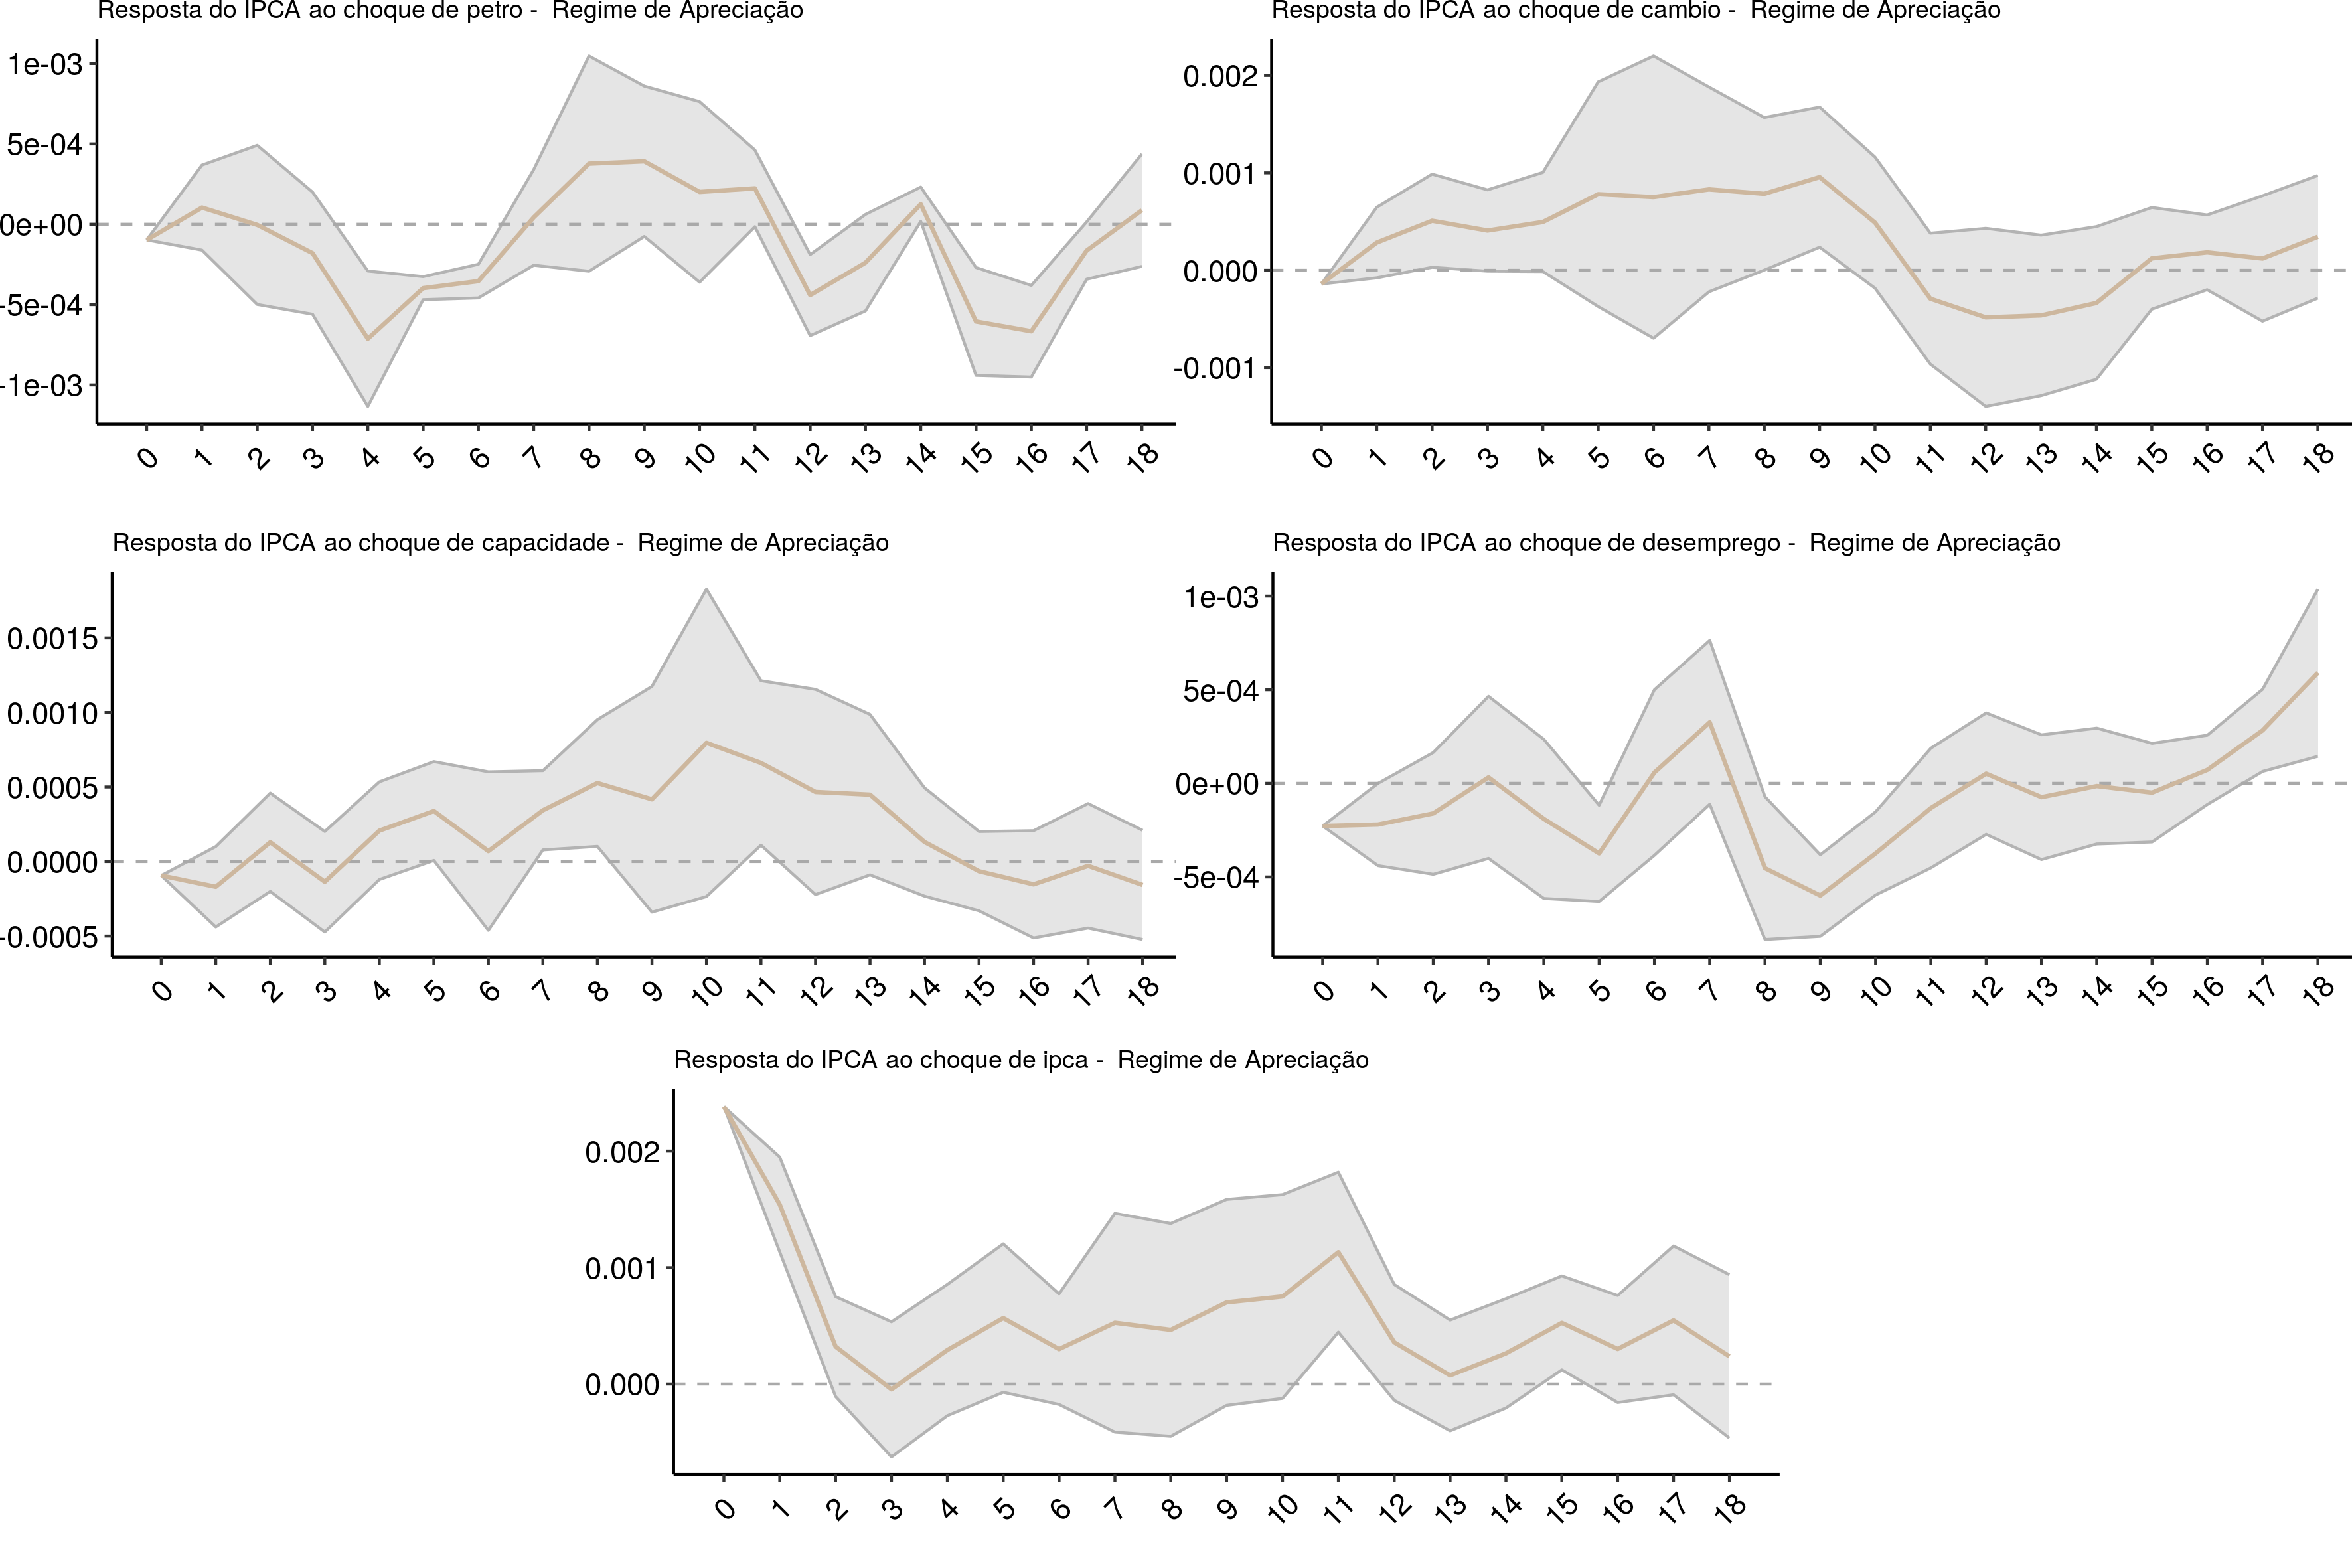 Resposta do IPCA ao choque de petro -  Regime de Apreciação
1e-03
5e-04
0e+00
-5e-04
-1e-03
0 1 2 3 4 5 6 7 8 9 10 11 12 13 14 15 16 17 18
Resposta do IPCA ao choque de cambio -  Regime de Apreciação
0.002
0.001
0.000
-0.001
0 1 2 3 4 5 6 7 8 9 10 11 12 13 14 15 16 17 18
Resposta do IPCA ao choque de capacidade -  Regime de Apreciação
0.0015
0.0010
0.0005
0.0000
-0.0005
0 1 2 3 4 5 6 7 8 9 10 11 12 13 14 15 16 17 18
Resposta do IPCA ao choque de desemprego -  Regime de Apreciação
1e-03
5e-04
0e+00
-5e-04
0 1 2 3 4 5 6 7 8 9 10 11 12 13 14 15 16 17 18
Resposta do IPCA ao choque de ipca -  Regime de Apreciação
0.002
0.001
0.000
0 1 2 3 4 5 6 7 8 9 10 11 12 13 14 15 16 17 18